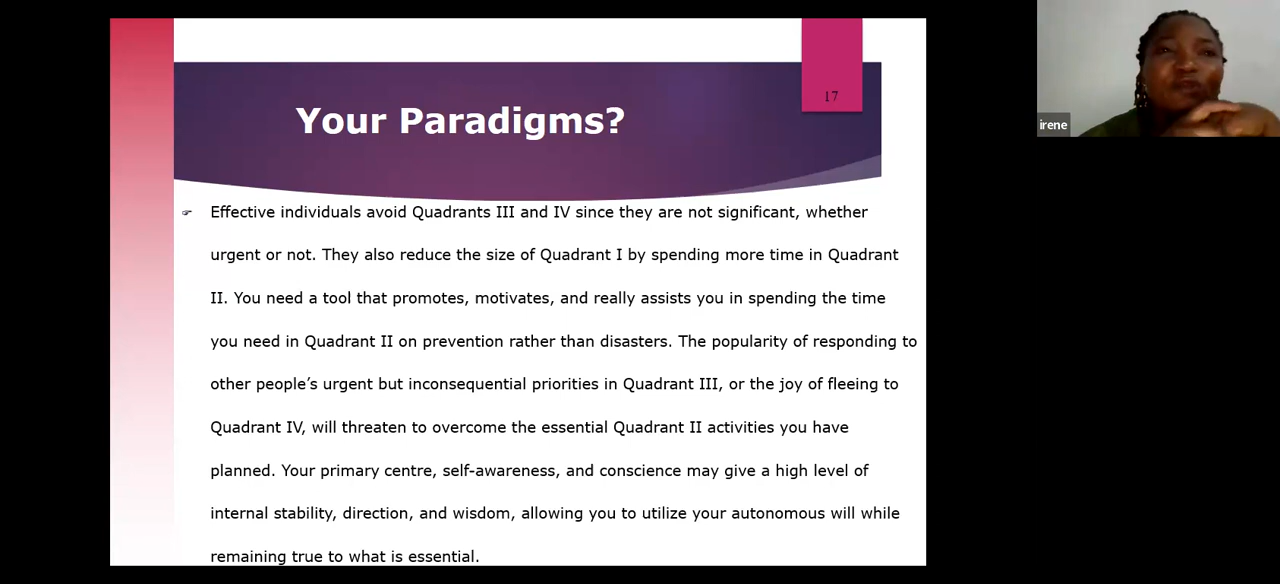 17
Your Paradigms?
☞ Effective individuals avoid Quadrants III and IV since they are not significant, whether
urgent or not. They also reduce the size of Quadrant I by spending more time in Quadrant
II. You need a tool that promotes, motivates, and really assists you in spending the time
you need in Quadrant II on prevention rather than disasters. The popularity of responding to
other people’s urgent but inconsequential priorities in Quadrant III, or the joy of fleeing to
Quadrant IV, will threaten to overcome the essential Quadrant II activities you have
planned. Your primary centre, self-awareness, and conscience may give a high level of
internal stability, direction, and wisdom, allowing you to utilize your autonomous will while
remaining true to what is essential.
irene